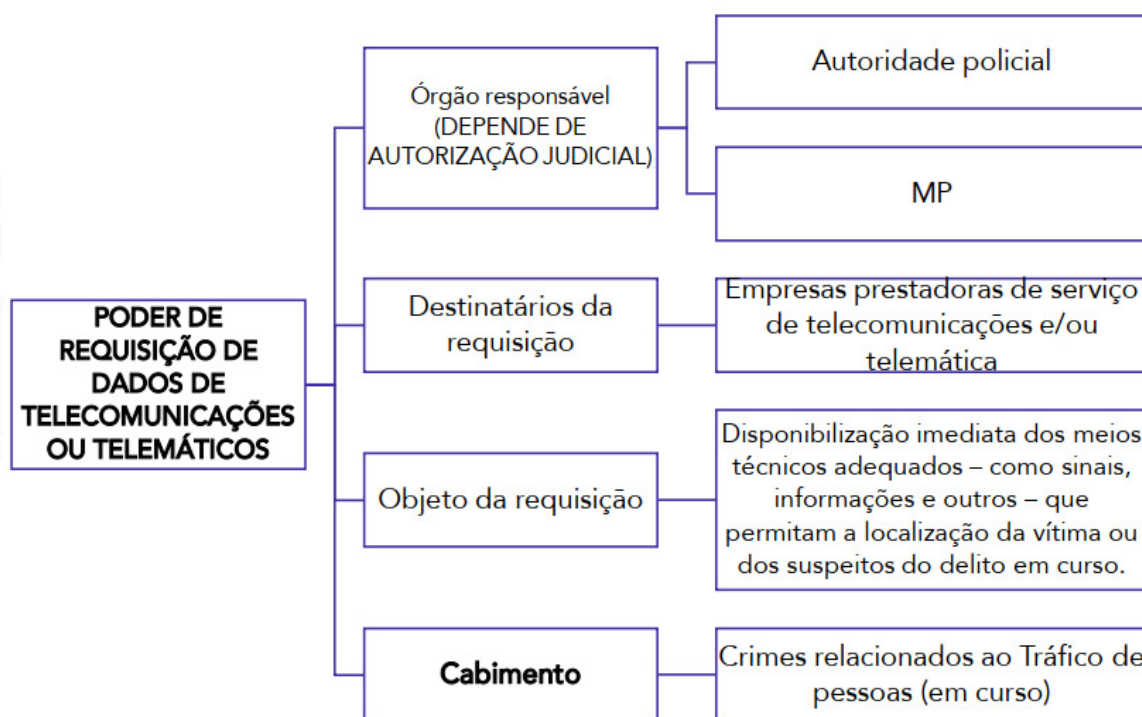 PODER DE
REQUISIÇÃO DE
DADOS DE
TELECOMUNICAÇÕES
OU TELEMÁTICOS
Órgão responsável
(DEPENDE DE
AUTORIZAÇÃO JUDICIAL)
Autoridade policial
MP
Destinatários da
requisição
Empresas prestadoras de serviço
de telecomunicações e/ou
telemática
Objeto da requisição
Disponibilização imediata dos meios
técnicos adequados – como sinais,
informações e outros – que
permitam a localização da vítima ou
dos suspeitos do delito em curso.
Cabimento
Crimes relacionados ao Tráfico de
pessoas (em curso)